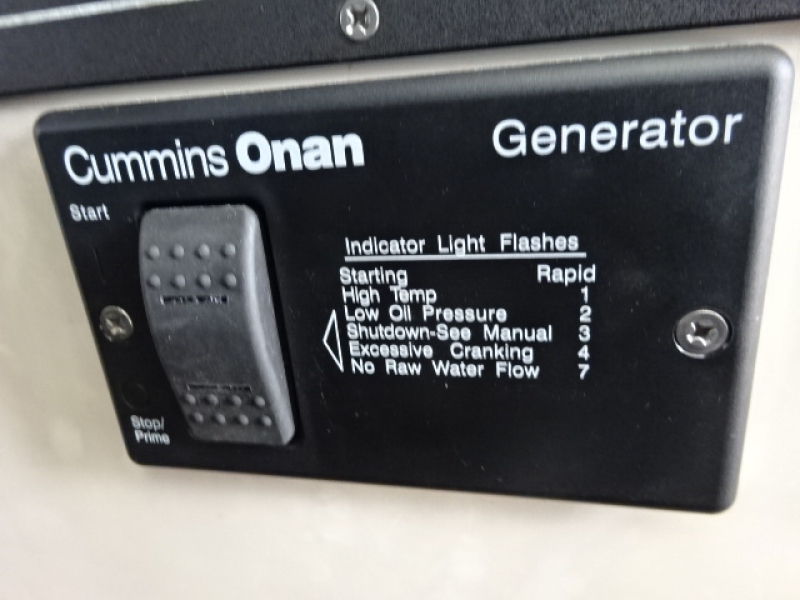 Cummins Onan Generator
Start
Indicator Light Flashes
Starting Rapid
High Temp 1
Low Oil Pressure 2
Shutdown-See Manual 3
Excessive Cranking 4
No Raw Water Flow 7
Stop/
Prime